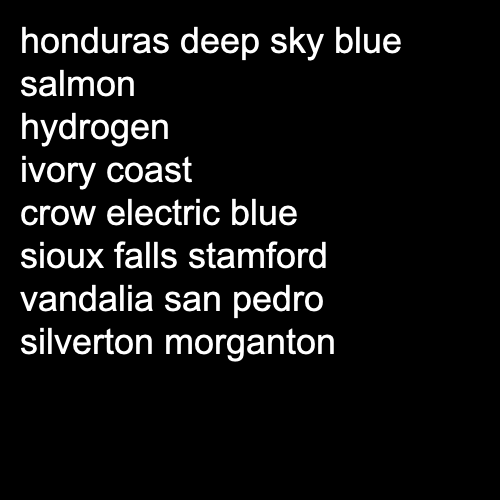 honduras deep sky blue
salmon
hydrogen
ivory coast
crow electric blue
sioux falls stamford
vandalia san pedro
silverton morganton